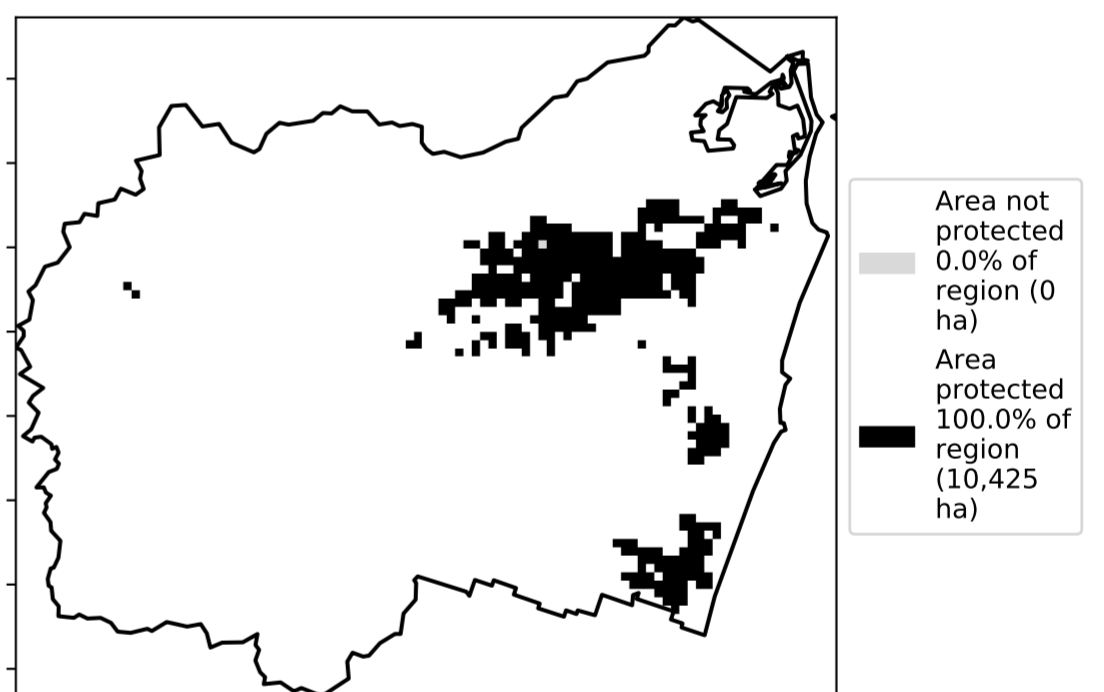 Area not
protected
0.0% of
region (0
ha)
Area
protected
100.0% of
region
(10,425
ha)